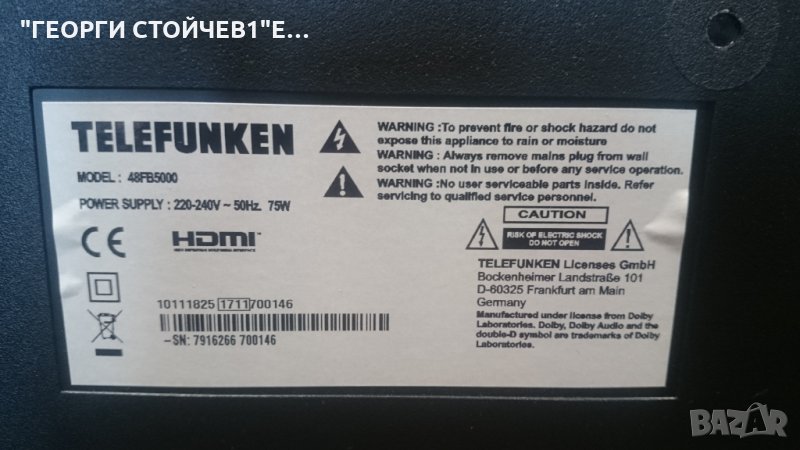 "ГЕОРГИ СТОЙЧЕВ1"Е...
TELEFUNKEN
MODEL : 48FB5000
POWER SUPPLY : 220-240V ~ 50Hz. 75W
CE HDMI
10111825 1711 700146
-SN: 7916266 700146
WARNING :To prevent fire or shock hazard do not
expose this appliance to rain or moisture
WARNING : Always remove mains plug from wall
socket when not in use or before any service operation.
WARNING :No user serviceable parts inside. Refer
servicing to qualified service personnel.
CAUTION
RISK OF ELECTRIC SHOCK
DO NOT OPEN
TELEFUNKEN Licenses GmbH
Bockenheimer Landstraße 101
D-60325 Frankfurt am Main
Germany
Manufactured under license from Dolby
Laboratories. Dolby, Dolby Audio and the
double-D symbol are trademarks of Dolby
Laboratories.
BAZAR